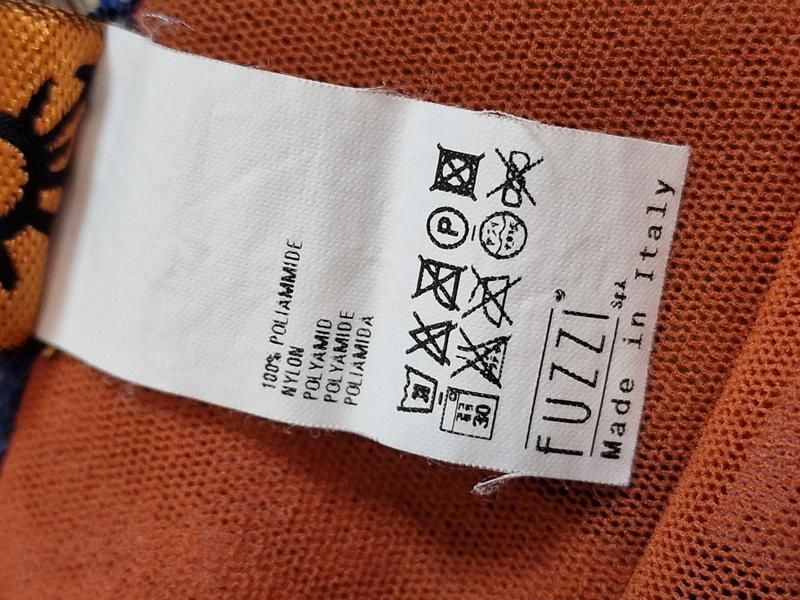 100% POLIAMMIDE
NYLON
POLYAMID
POLYAMIDE
POLIAMIDA
P
30
FUZZI SpA
Made in Italy